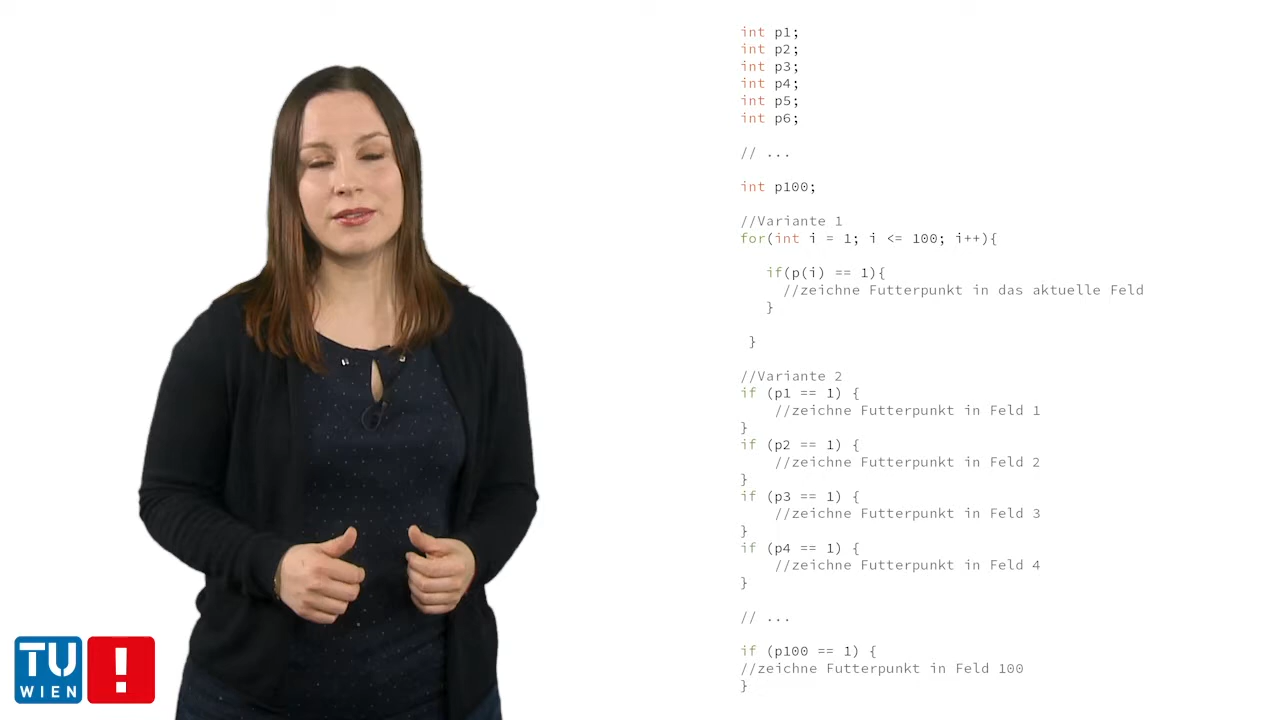 int p1;
int p2;
int p3;
int p4;
int p5;
int p6;
// ...
int p100;
//Variante 1
for(int i = 1; i <= 100; i++){
if(p(i) == 1){
//zeichne Futterpunkt in das aktuelle Feld
}
}
//Variante 2
if (p1 == 1) {
//zeichne Futterpunkt in Feld 1
}
if (p2 == 1) {
//zeichne Futterpunkt in Feld 2
}
if (p3 == 1) {
//zeichne Futterpunkt in Feld 3
}
if (p4 == 1) {
//zeichne Futterpunkt in Feld 4
}
// ...
if (p100 == 1) {
//zeichne Futterpunkt in Feld 100
}
TU
WIEN
!